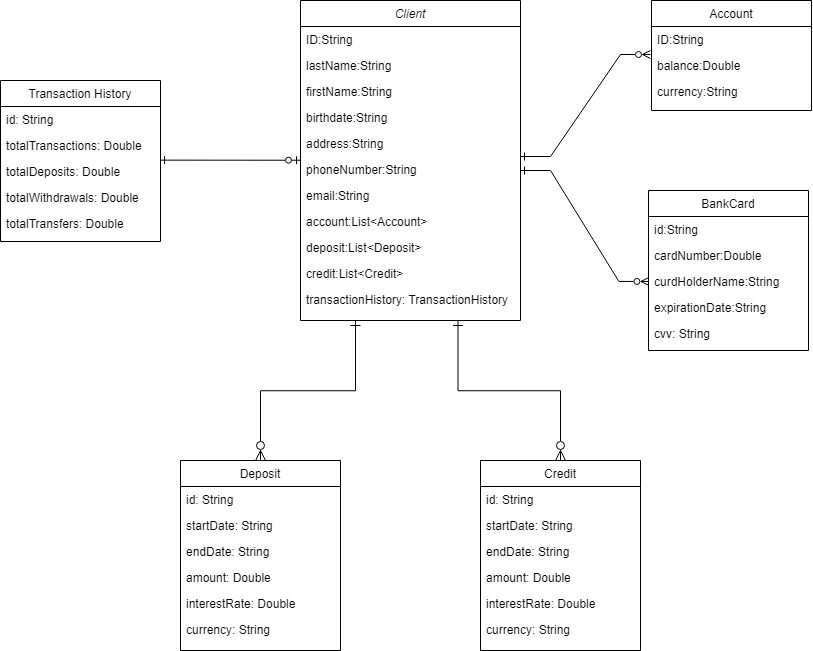 Client
ID:String
lastName:String
firstName:String
birthdate:String
address:String
phoneNumber:String
email:String
account:List<Account>
deposit:List<Deposit>
credit:List<Credit>
transactionHistory: TransactionHistory
Account
ID:String
balance:Double
currency:String
Transaction History
id: String
totalTransactions: Double
totalDeposits: Double
totalWithdrawals: Double
totalTransfers: Double
BankCard
id:String
cardNumber:Double
curdHolderName:String
expirationDate:String
cvv: String
Deposit
id: String
startDate: String
endDate: String
amount: Double
interestRate: Double
currency: String
Credit
id: String
startDate: String
endDate: String
amount: Double
interestRate: Double
currency: String